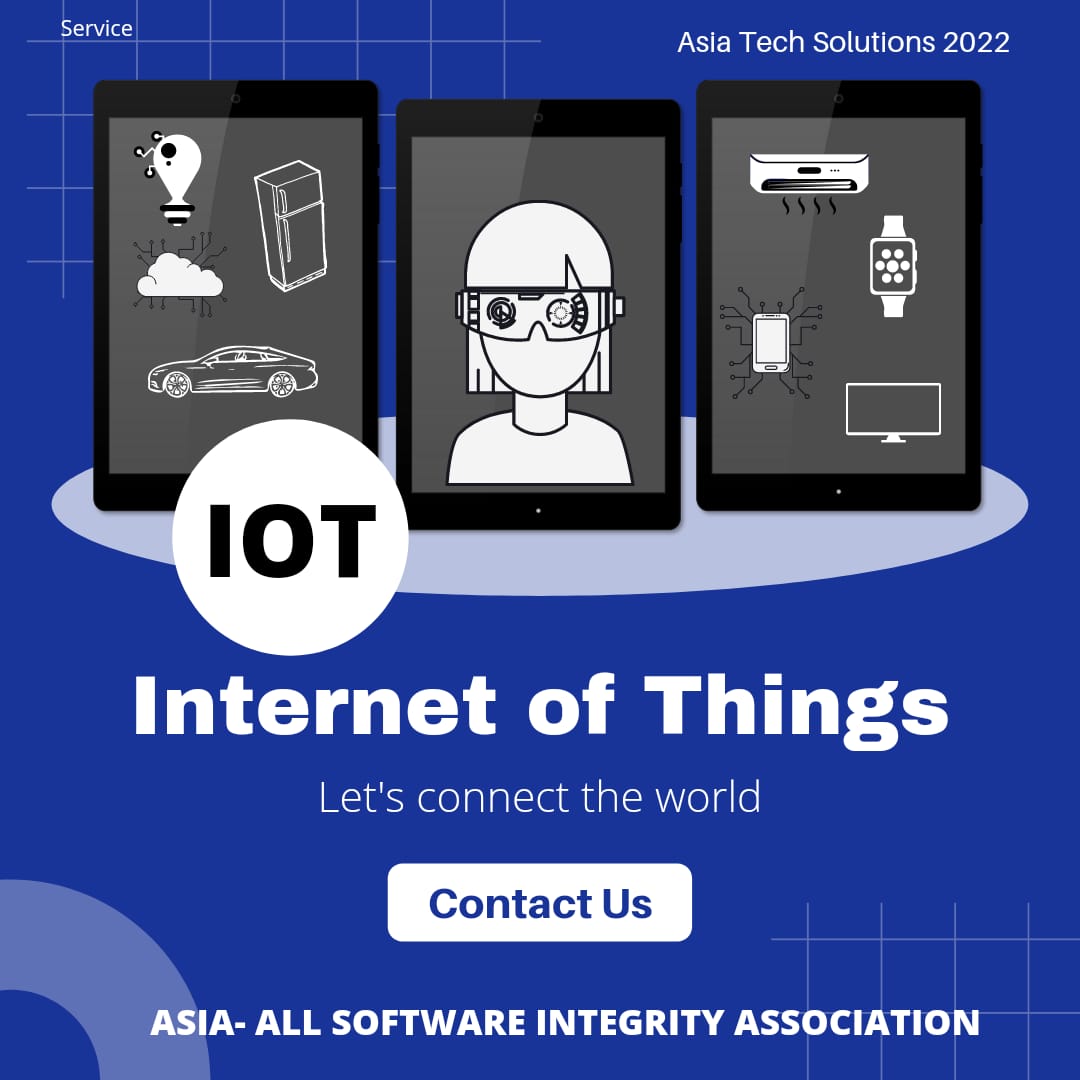 Service
Asia Tech Solutions 2022
IOT
Internet of Things
Let's connect the world
Contact Us
ASIA- ALL SOFTWARE INTEGRITY ASSOCIATION